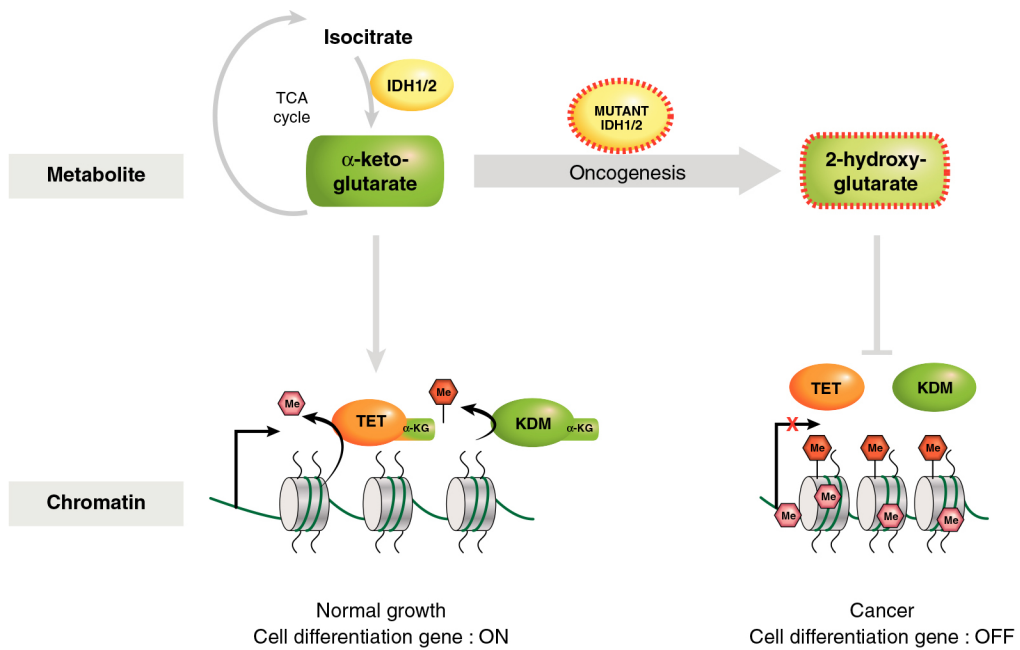 Isocitrate
IDH1/2
TCA
cycle
MUTANT
IDH1/2
Metabolite
α-keto-
glutarate
Oncogenesis
2-hydroxy-
glutarate
Me
TET
α-KG
Me
KDM
α-KG
TET
KDM
X
Me
Me
Me
Chromatin
Me
Me
Me
Me
Normal growth
Cell differentiation gene : ON
Cancer
Cell differentiation gene : OFF